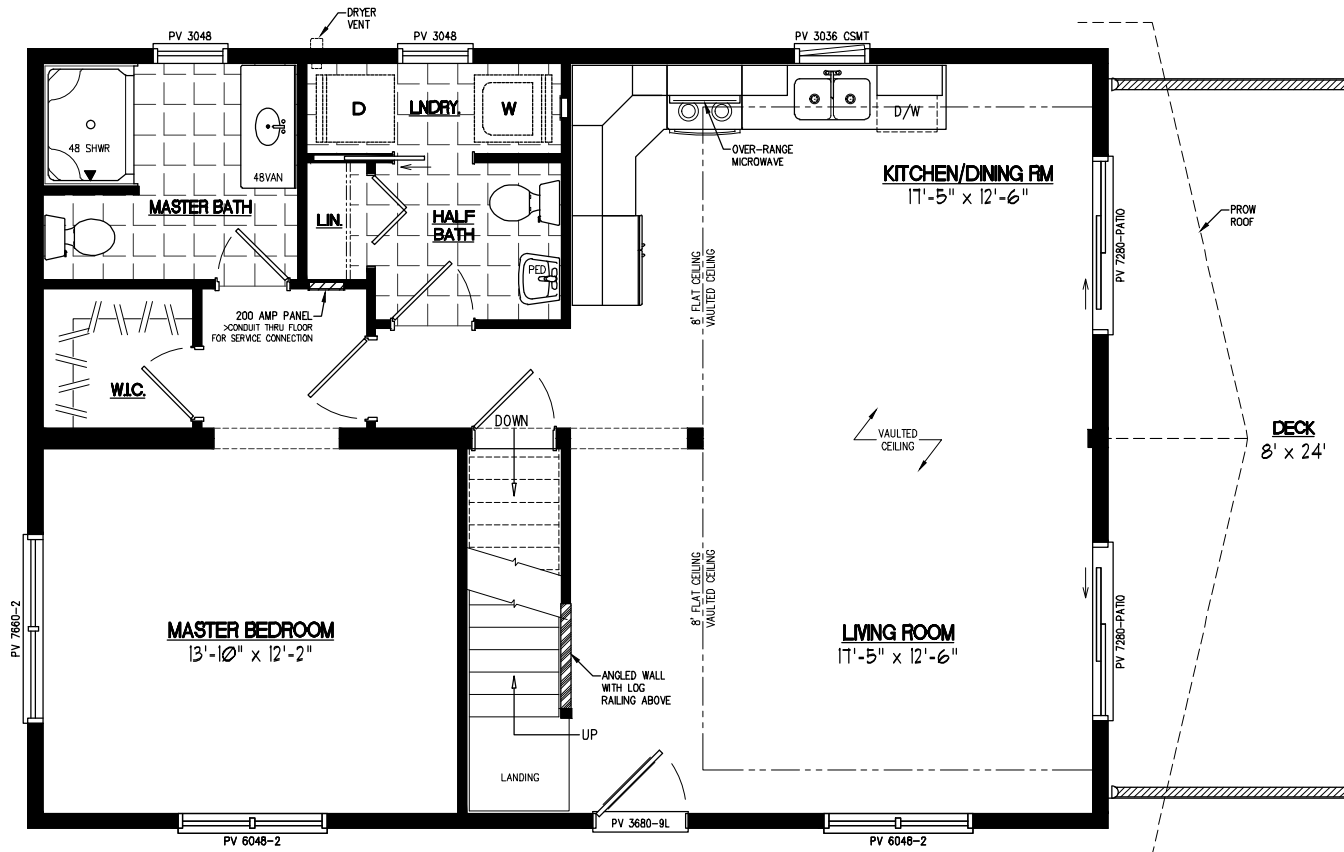 DRYER
VENT
PV 3048
PV 3048
PV 3036 CSMT
D
LNDRY.
W
D/W
48 SHWR
48VAN
OVER-RANGE
MICROWAVE
KITCHEN/DINING RM
17'-5" x 12'-6"
MASTER BATH
LIN.
HALF
BATH
PED
PROW
ROOF
PV 7280-PATIO
8' FLAT CEILING
VAULTED CEILING
200 AMP PANEL
>CONDUIT THRU FLOOR
FOR SERVICE CONNECTION
W.I.C.
DOWN
VAULTED
CEILING
DECK
8' x 24'
8' FLAT CEILING
VAULTED CEILING
PV 7660-2
MASTER BEDROOM
13'-10" x 12'-2"
LIVING ROOM
17'-5" x 12'-6"
PV 7280-PATIO
ANGLED WALL
WITH LOG
RAILING ABOVE
UP
LANDING
PV 3680-9L
PV 6048-2
PV 6048-2